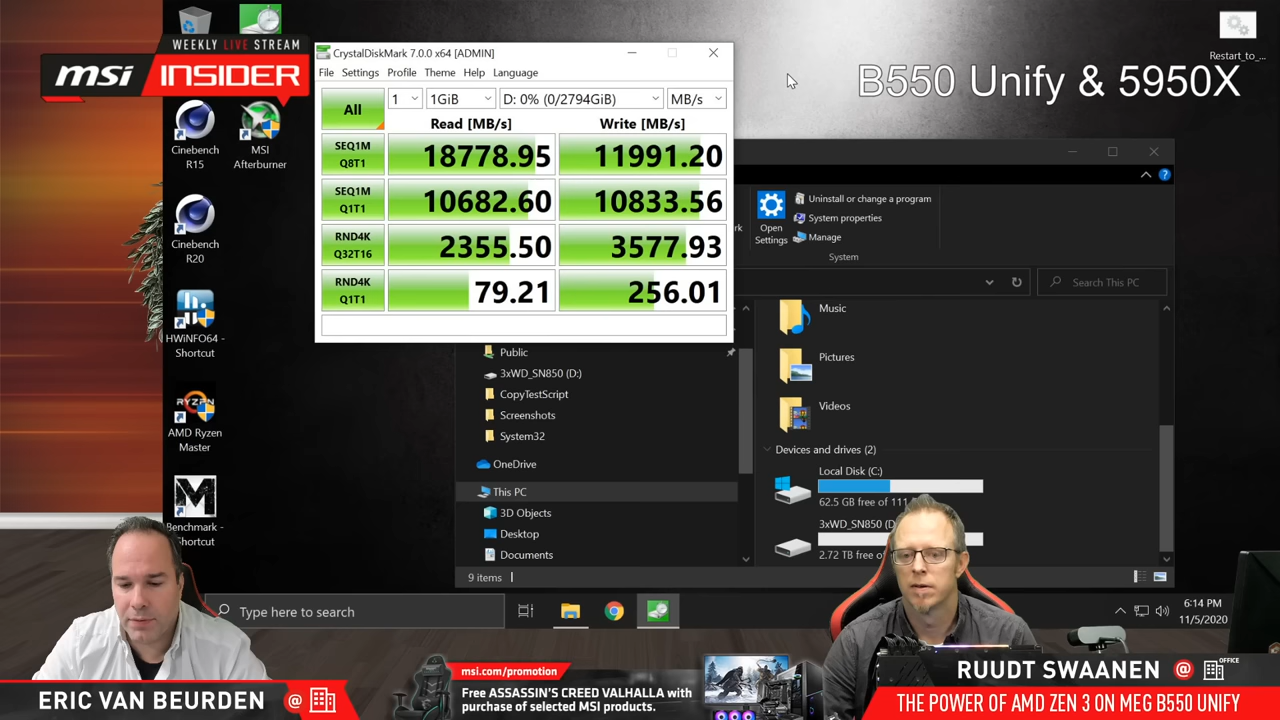 WEEKLY LIVE STREAM
msi INSIDER
B550 Unify & 5950X
Restart_to_...
Cinebench
R15
MSI
Afterburner
Cinebench
R20
HWiNFO64 -
Shortcut
AMD Ryzen
Master
Benchmark -
Shortcut
CrystalDiskMark 7.0.0 x64 [ADMIN]
File Settings Profile Theme Help Language
All
1 1GiB D: 0% (0/2794GiB) MB/s
Read [MB/s] Write [MB/s]
SEQ1M
Q8T1
18778.95 11991.20
SEQ1M
Q1T1
10682.60 10833.56
RND4K
Q32T16
2355.50 3577.93
RND4K
Q1T1
79.21 256.01
Open
Settings
Uninstall or change a program
System properties
Manage
System
Search This PC
Public
3xWD_SN850 (D:)
CopyTestScript
Screenshots
System32
OneDrive
This PC
3D Objects
Desktop
Documents
Music
Pictures
Videos
Devices and drives (2)
Local Disk (C:)
62.5 GB free of 111.
3xWD_SN850 (D
2.72 TB free of
9 items
Type here to search
6:14 PM
11/5/2020
ERIC VAN BEURDEN @
msi.com/promotion
Free ASSASSIN'S CREED VALHALLA with
purchase of selected MSI products.
RUUDT SWAANEN @ OFFICE
THE POWER OF AMD ZEN 3 ON MEG B550 UNIFY